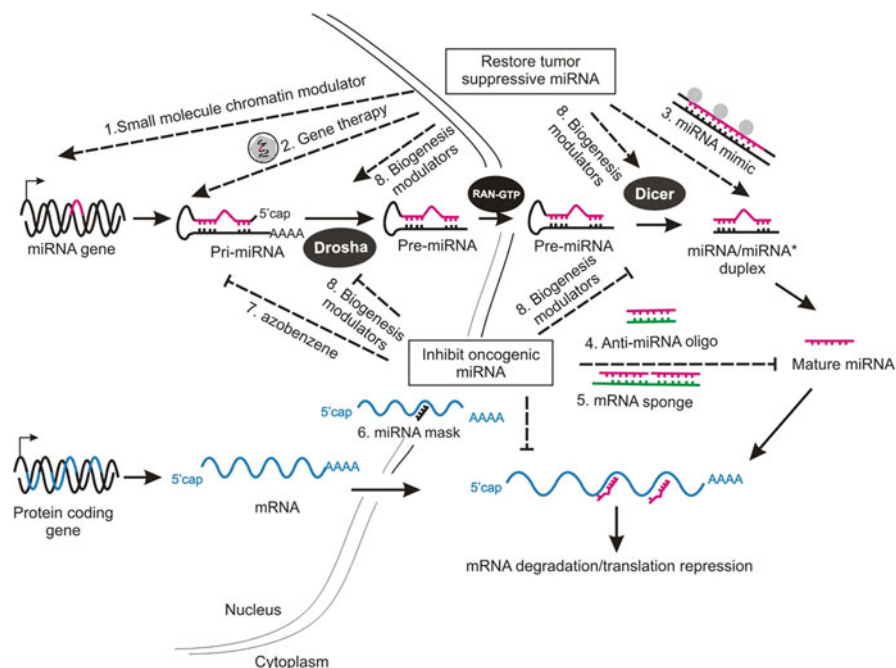 Restore tumor
suppressive miRNA
1.Small molecule chromatin modulator
2. Gene therapy
8. Biogenesis
modulators
8. Biogenesis
modulators
3. miRNA mimic
RAN-GTP
Dicer
5'cap
AAAA
miRNA gene
Pri-miRNA
Drosha
Pre-miRNA
Pre-miRNA
miRNA/miRNA*
duplex
7. azobenzene
8. Biogenesis
modulators
8. Biogenesis
modulators
Inhibit oncogenic
miRNA
4. Anti-miRNA oligo
5. mRNA sponge
Mature miRNA
5'cap
AAAA
6. miRNA mask
5'cap
AAAA
mRNA
Protein coding
gene
5'cap
AAAA
mRNA degradation/translation repression
Nucleus
Cytoplasm